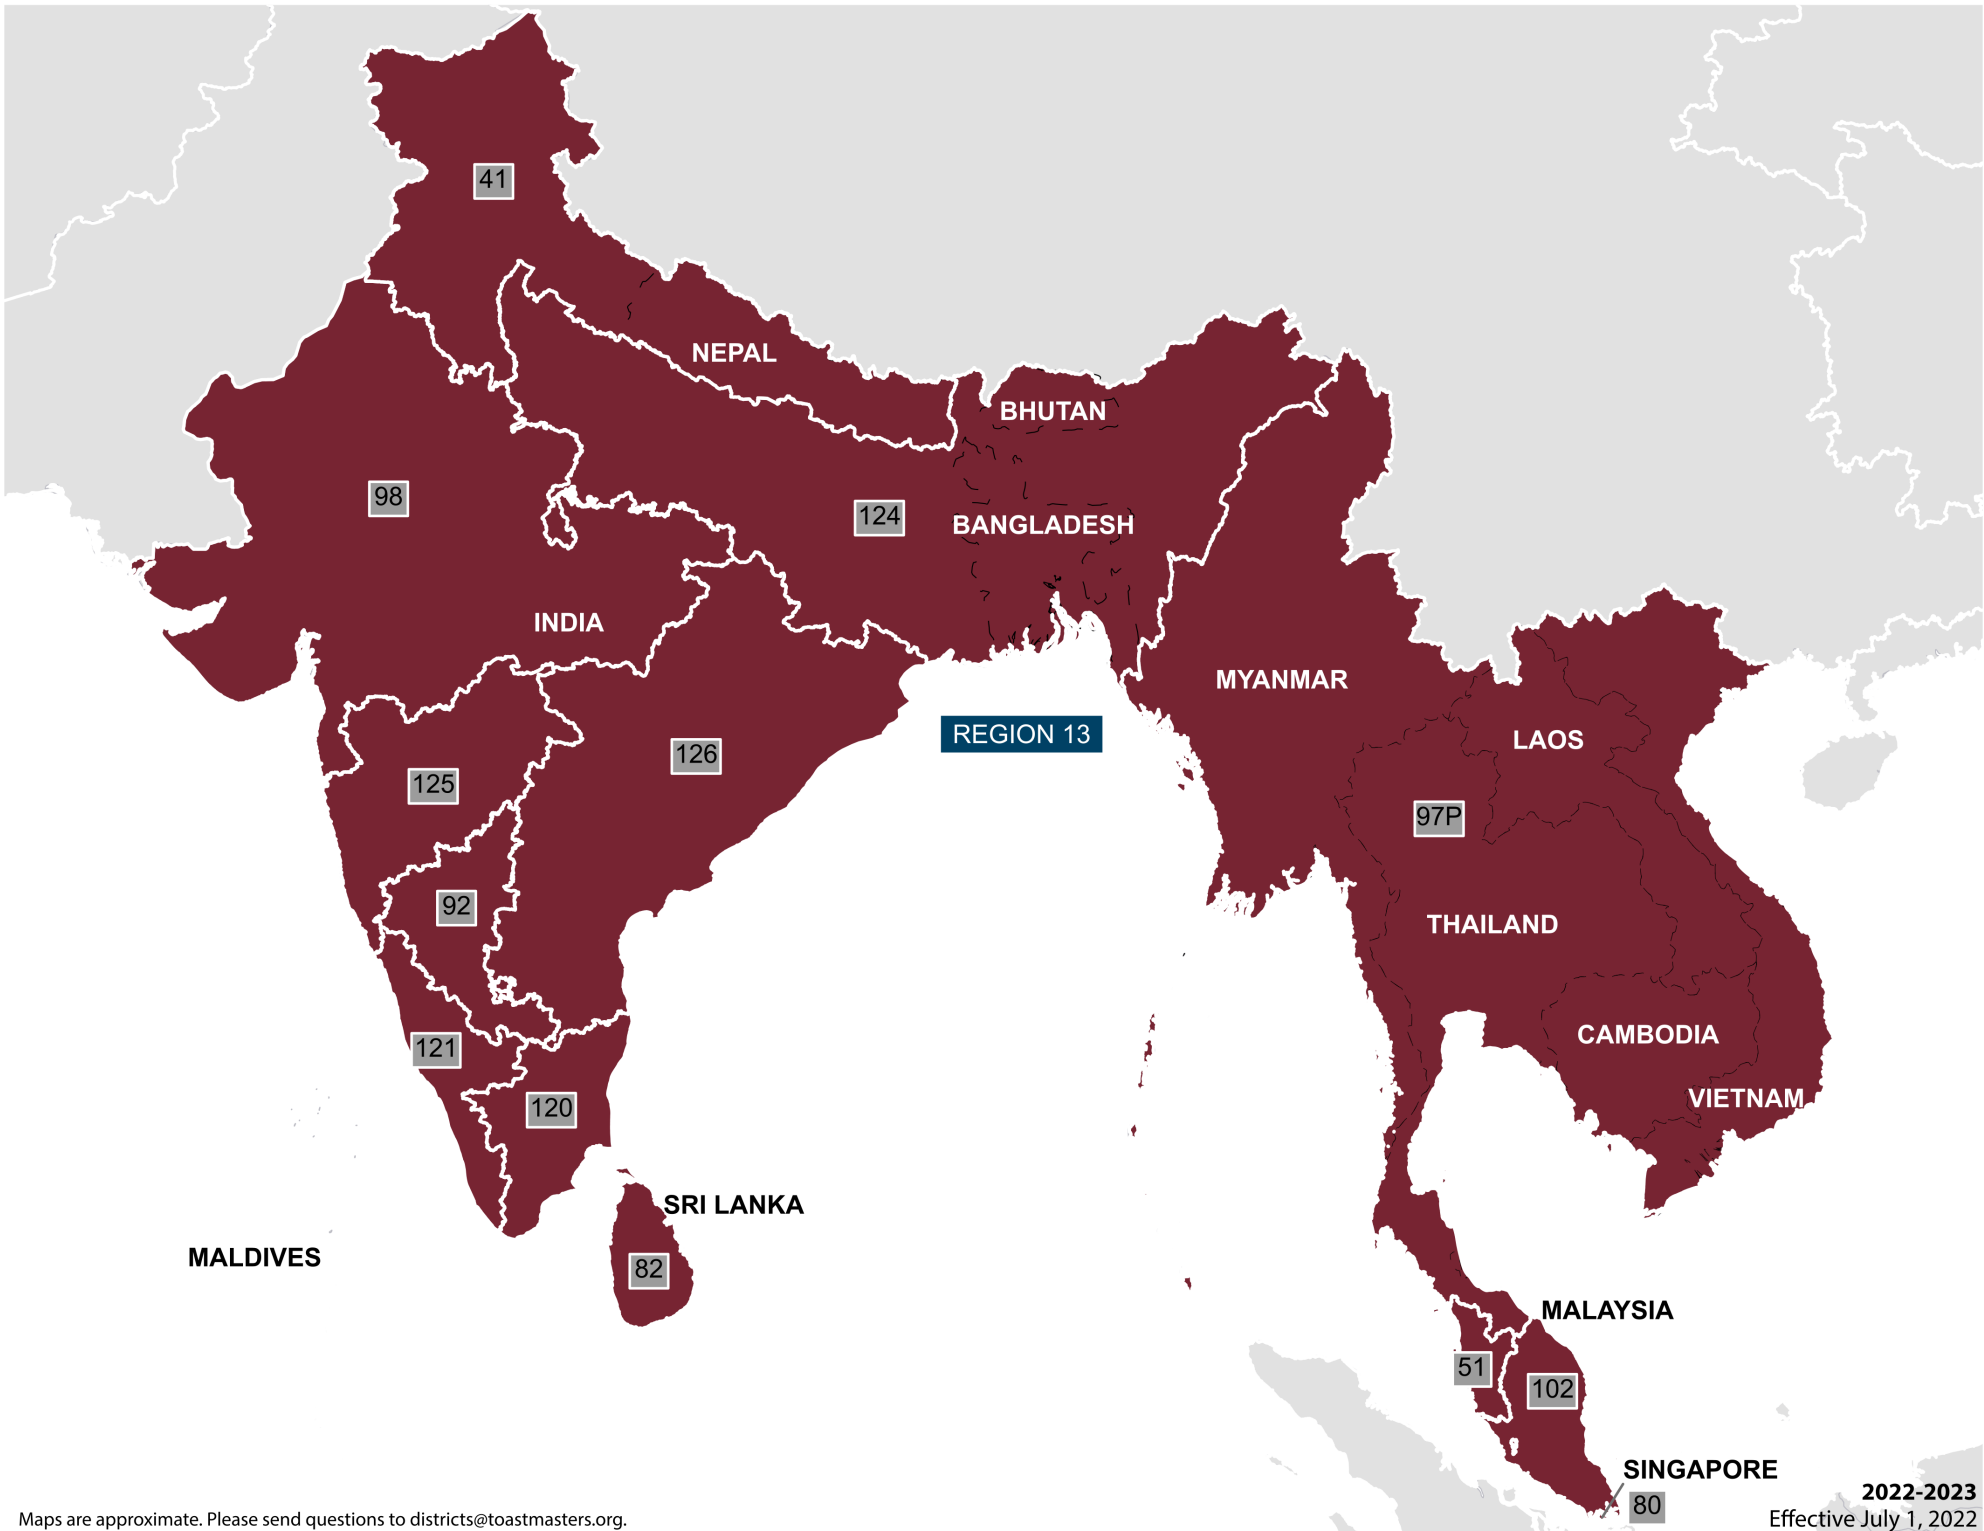 41
NEPAL
BHUTAN
98
124
BANGLADESH
INDIA
MYANMAR
REGION 13
LAOS
126
125
97P
92
THAILAND
CAMBODIA
121
VIETNAM
120
SRI LANKA
MALDIVES
82
MALAYSIA
51
102
SINGAPORE
80
2022-2023
Effective July 1, 2022
Maps are approximate. Please send questions to districts@toastmasters.org.